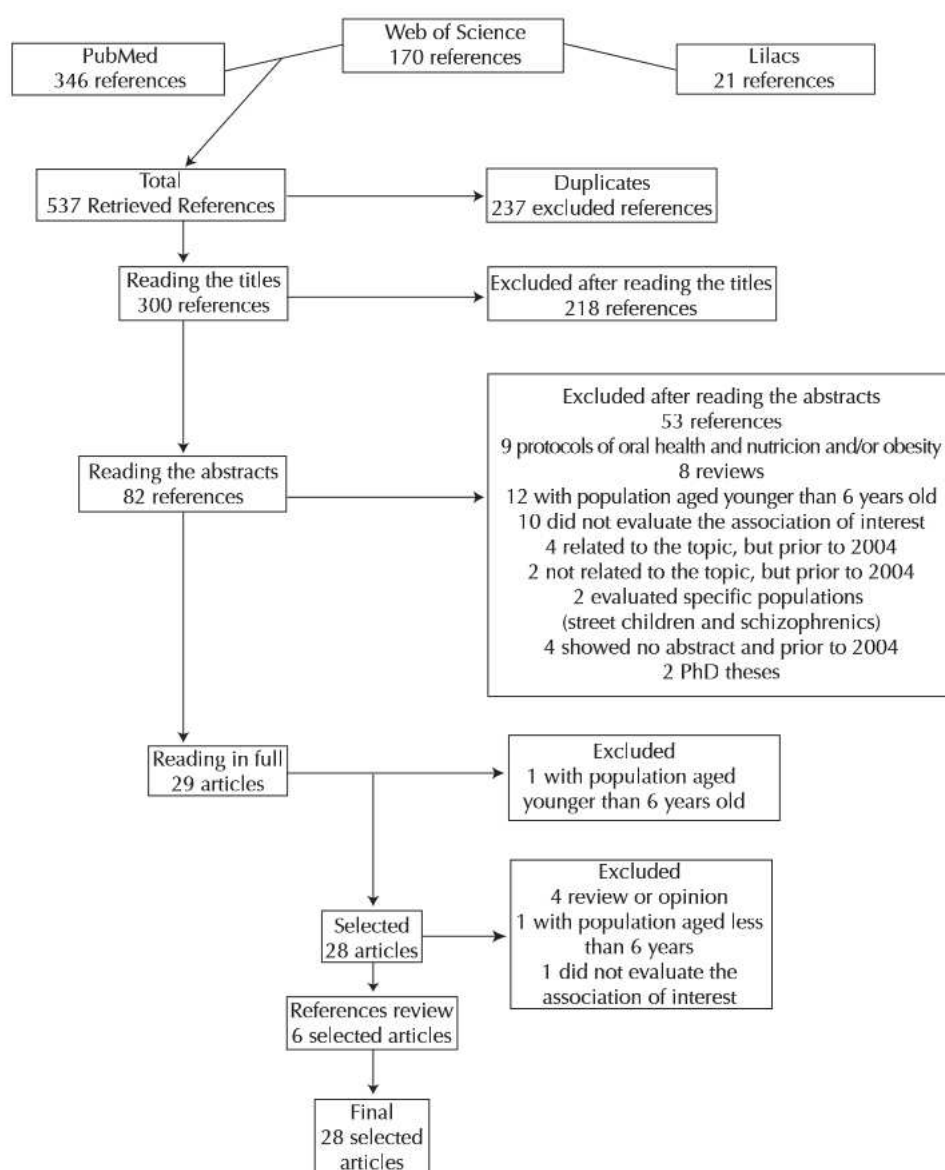 Web of Science
170 references
PubMed
346 references
Lilacs
21 references
Total
537 Retrieved References
Duplicates
237 excluded references
Reading the titles
300 references
Excluded after reading the titles
218 references
Excluded after reading the abstracts
53 references
9 protocols of oral health and nutricion and/or obesity
8 reviews
12 with population aged younger than 6 years old
10 did not evaluate the association of interest
4 related to the topic, but prior to 2004
2 not related to the topic, but prior to 2004
2 evaluated specific populations
(street children and schizophrenics)
4 showed no abstract and prior to 2004
2 PhD theses
Reading the abstracts
82 references
Reading in full
29 articles
Excluded
1 with population aged
younger than 6 years old
Excluded
4 review or opinion
1 with population aged less
than 6 years
1 did not evaluate the
association of interest
Selected
28 articles
References review
6 selected articles
Final
28 selected
articles